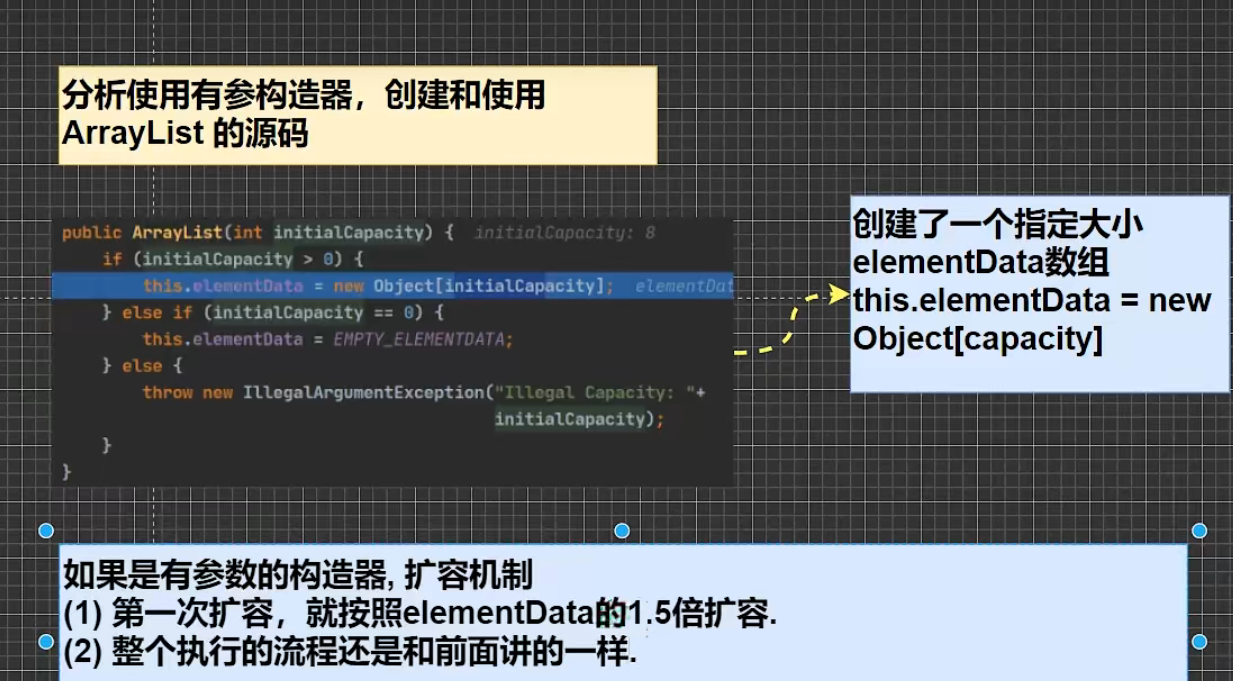 分析使用有参构造器，创建和使用
ArrayList 的源码
public ArrayList(int initialCapacity) {  initialCapacity: 8
if (initialCapacity > 0) {
this.elementData = new Object[initialCapacity];  elementDat
} else if (initialCapacity == 0) {
this.elementData = EMPTY_ELEMENTDATA;
} else {
throw new IllegalArgumentException("Illegal Capacity: "+
initialCapacity);
}
}
创建了一个指定大小
elementData数组
this.elementData = new
Object[capacity]
如果是有参数的构造器, 扩容机制
(1) 第一次扩容，就按照elementData的1.5倍扩容.
(2) 整个执行的流程还是和前面讲的一样.